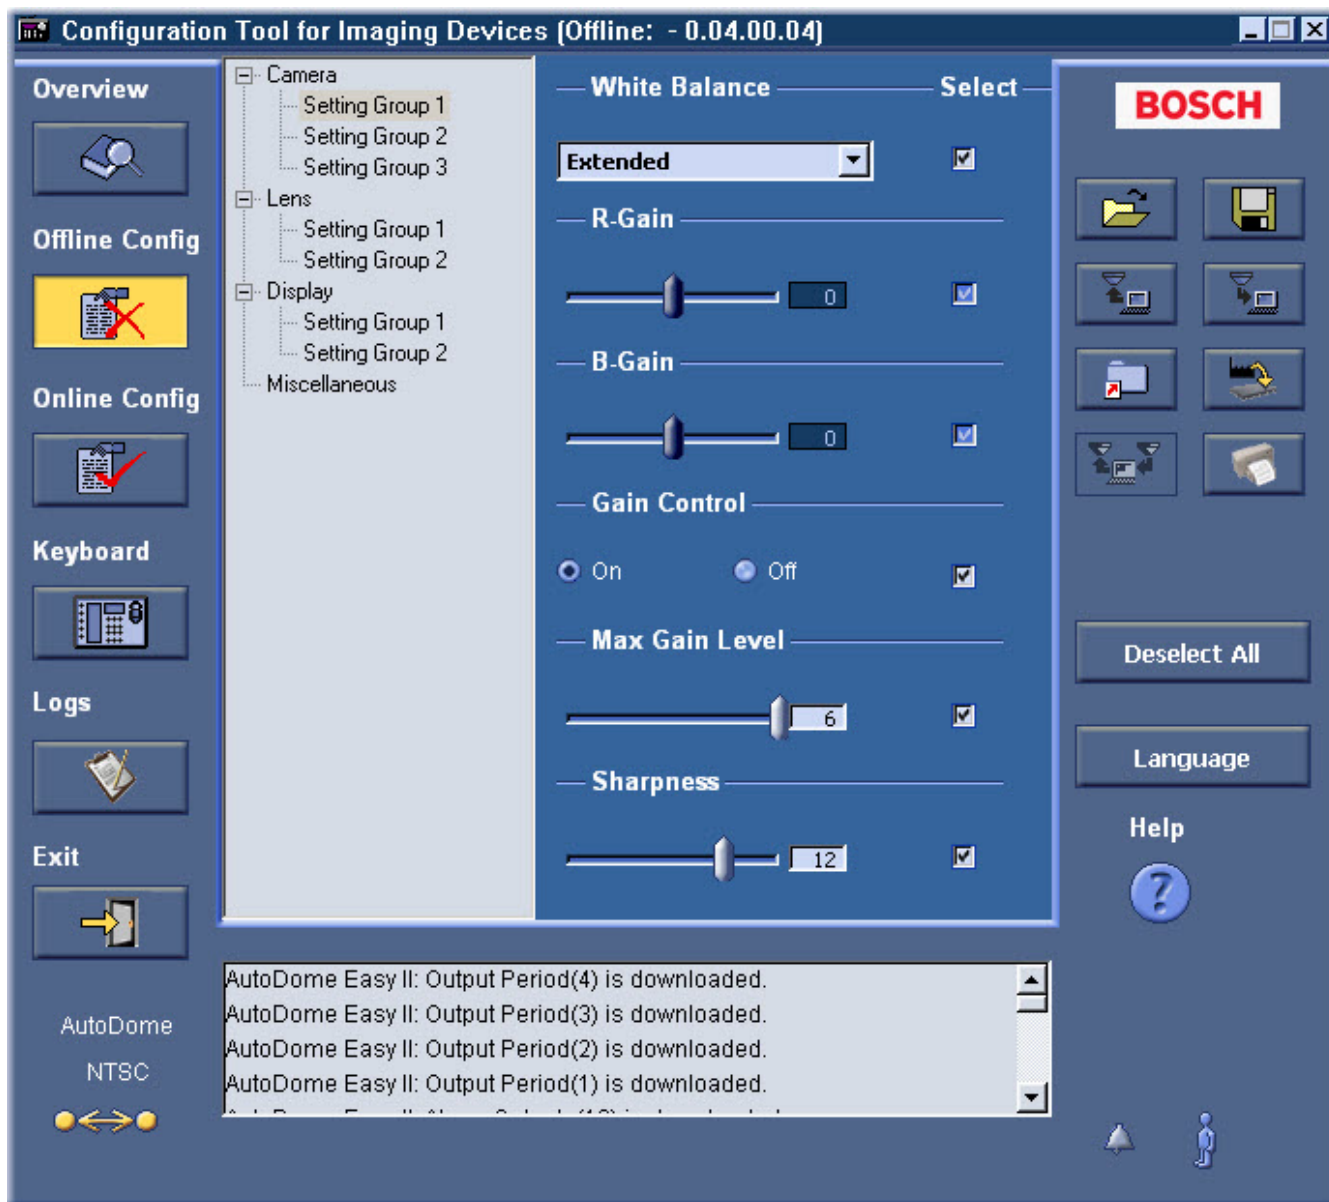 Configuration Tool for Imaging Devices (Offline:  - 0.04.00.04)
Overview
Offline Config
Online Config
Keyboard
Logs
Exit
AutoDome
NTSC
Camera
Setting Group 1
Setting Group 2
Setting Group 3
Lens
Setting Group 1
Setting Group 2
Display
Setting Group 1
Setting Group 2
Miscellaneous
White Balance Select
Extended
R-Gain
0
B-Gain
0
Gain Control
On Off
Max Gain Level
6
Sharpness
12
BOSCH
Deselect All
Language
Help
?
AutoDome Easy II: Output Period(4) is downloaded.
AutoDome Easy II: Output Period(3) is downloaded.
AutoDome Easy II: Output Period(2) is downloaded.
AutoDome Easy II: Output Period(1) is downloaded.